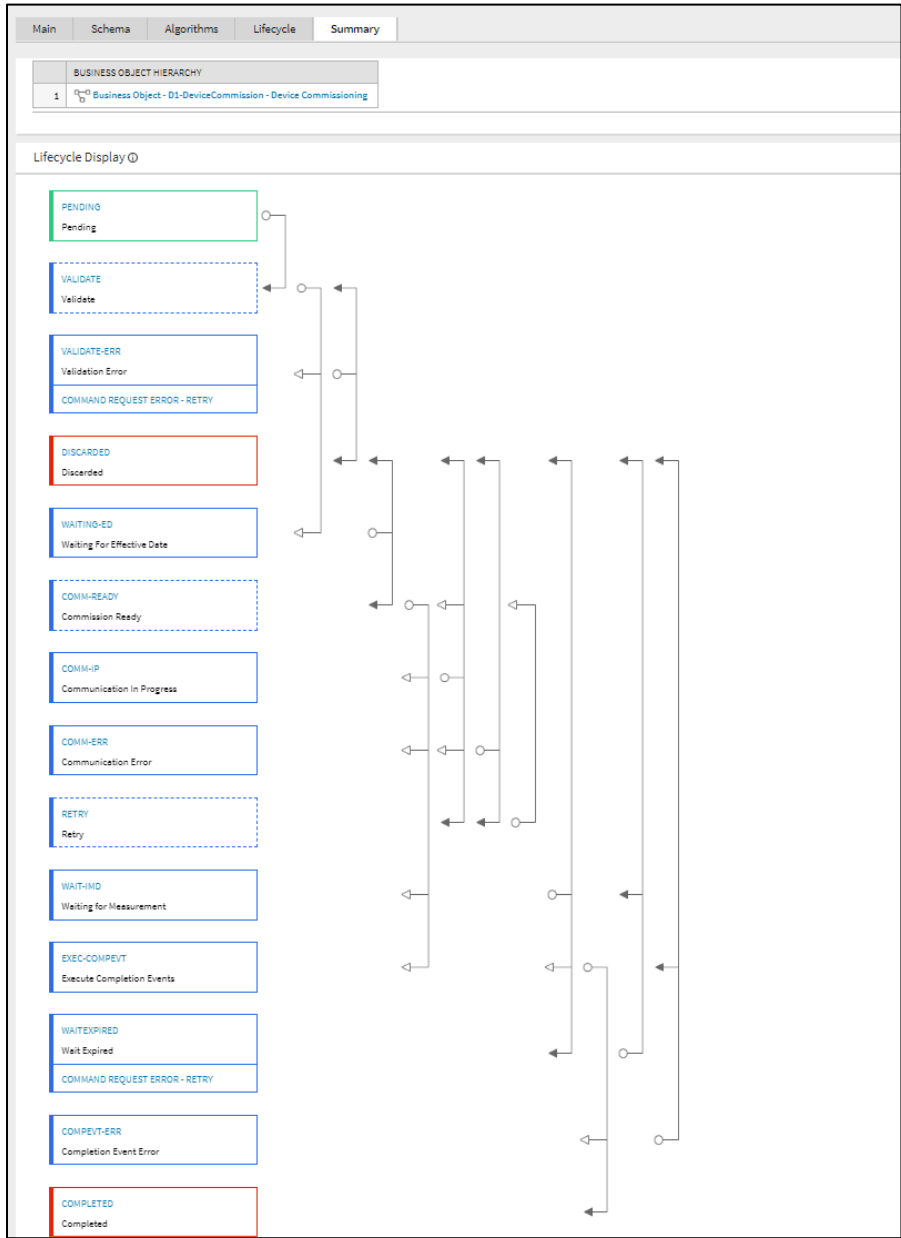 Main Schema Algorithms Lifecycle Summary
BUSINESS OBJECT HIERARCHY
1 Business Object - D1-DeviceCommission - Device Commissioning
Lifecycle Display
PENDING
Pending
VALIDATE
Validate
VALIDATE-ERR
Validation Error
COMMAND REQUEST ERROR - RETRY
DISCARDED
Discarded
WAITING-ED
Waiting For Effective Date
COMM-READY
Commission Ready
COMM-IP
Communication In Progress
COMM-ERR
Communication Error
RETRY
Retry
WAIT-IMD
Waiting for Measurement
EXEC-COMPEVT
Execute Completion Events
WAITEXPIRED
Wait Expired
COMMAND REQUEST ERROR - RETRY
COMPEVT-ERR
Completion Event Error
COMPLETED
Completed